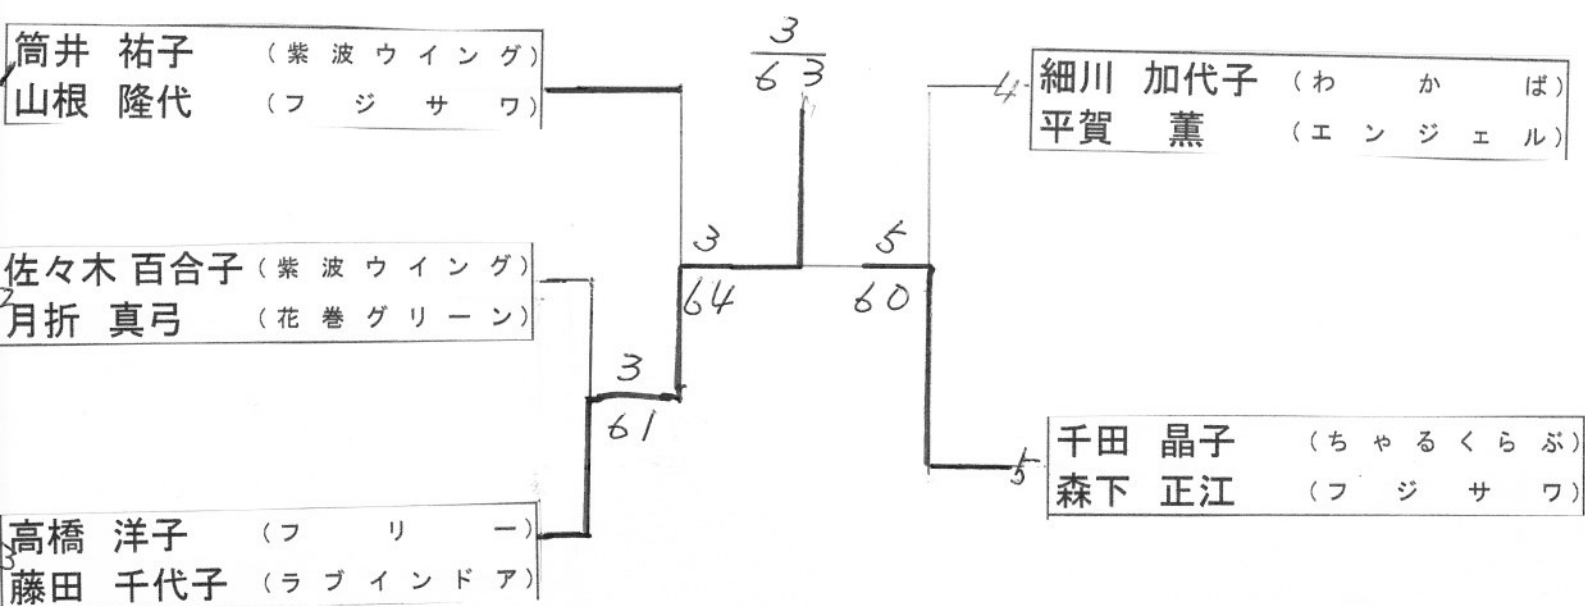 筒井 祐子 (紫波ウイング)
1
山根 隆代 (フジサワ)
佐々木 百合子 (紫波ウイング)
2
月折 真弓 (花巻グリーン)
高橋 洋子 (フリー)
3
藤田 千代子 (ラブインドア)
3
61
3
64
3
63
5
60
4
細川 加代子 (わかば)
平賀 薫 (エンジェル)
5
千田 晶子 (ちゃるくらぶ)
森下 正江 (フジサワ)